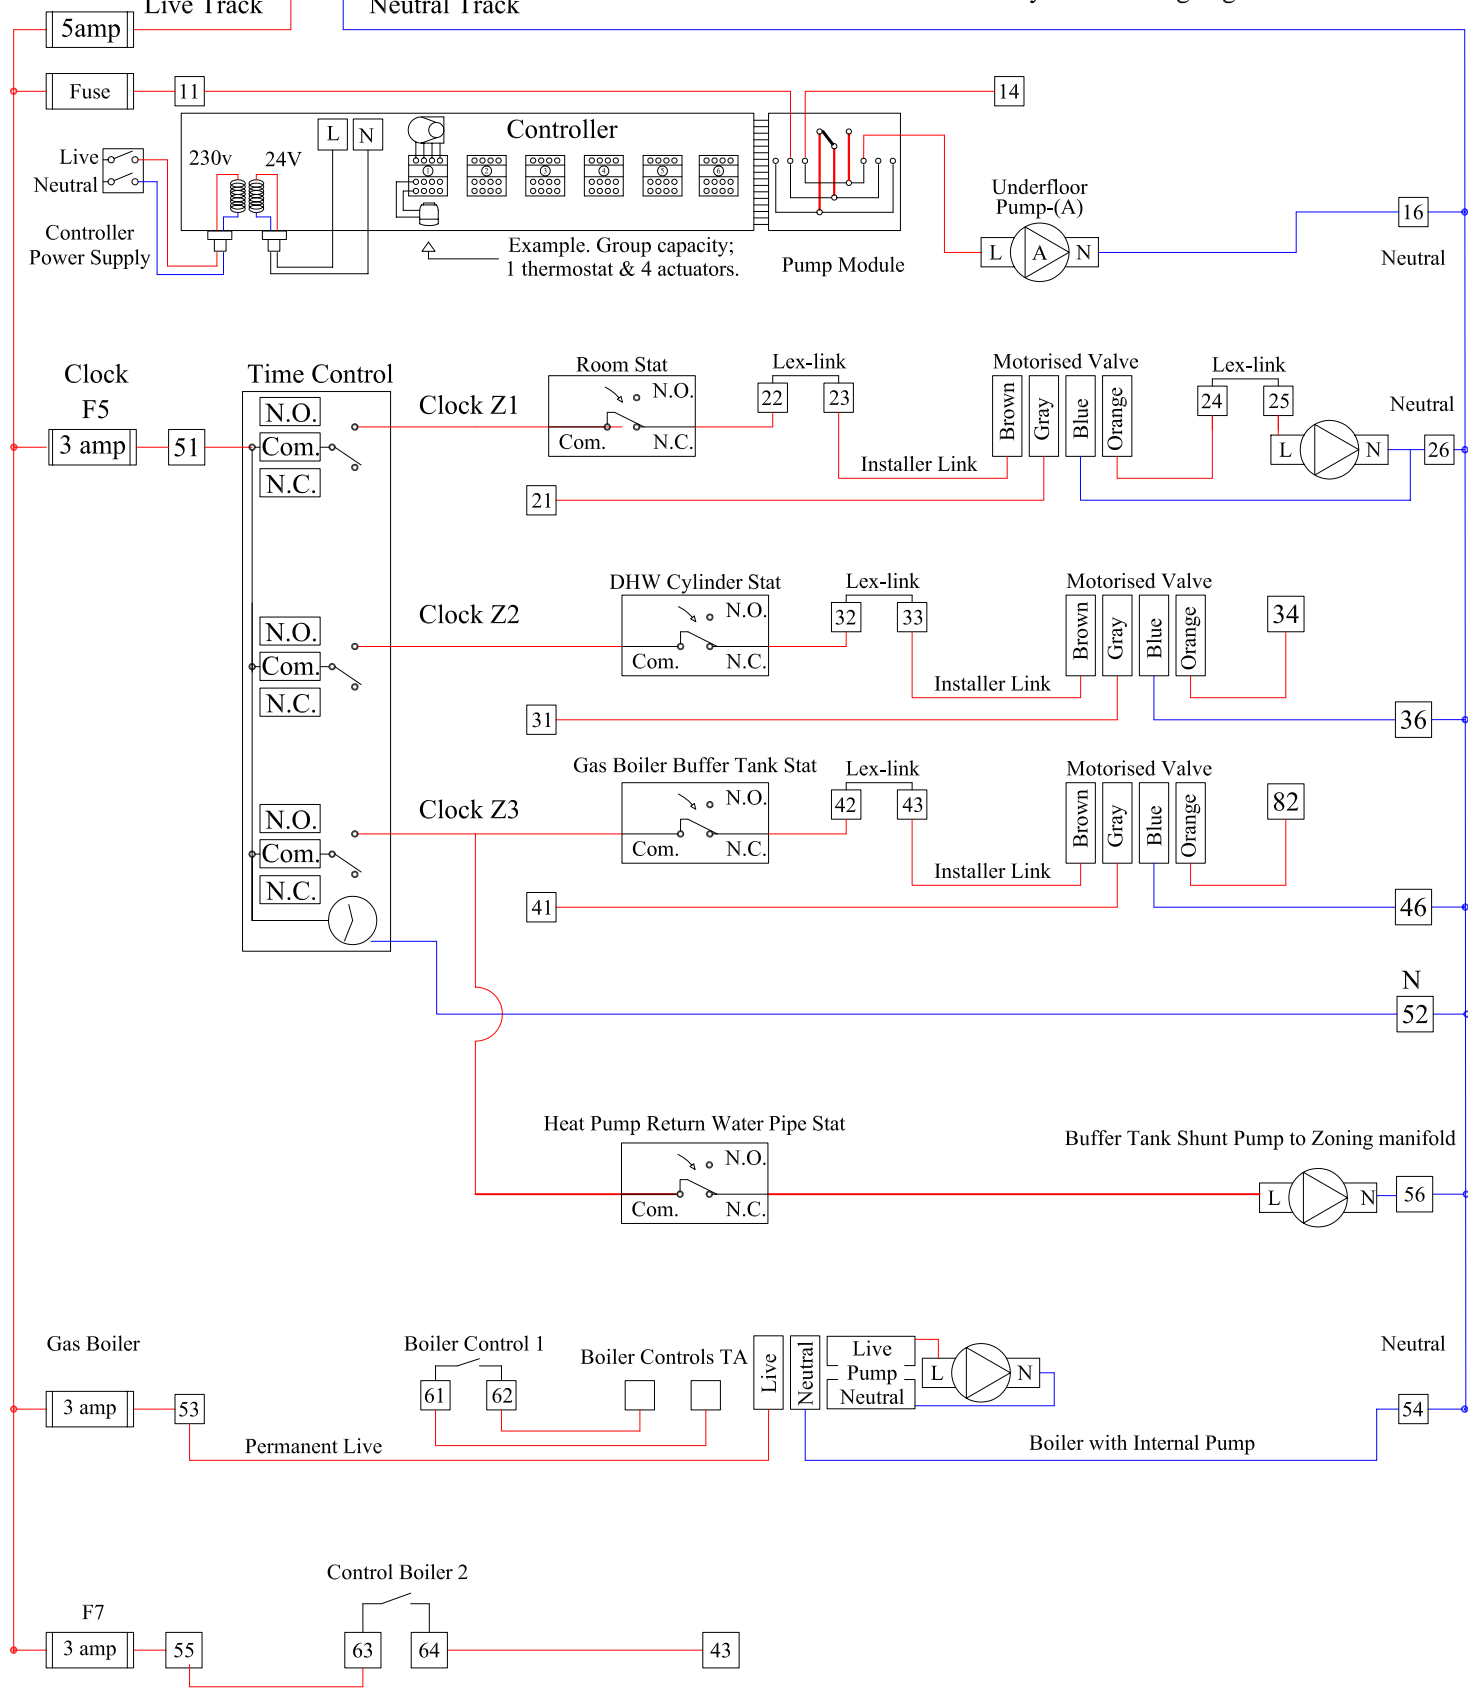 Live Track
Neutral Track
5amp
Fuse
11
14
Controller
L
N
Live
Neutral
230v
24V
1
2
3
4
5
6
Controller
Power Supply
Example. Group capacity;
1 thermostat & 4 actuators.
Pump Module
Underfloor
Pump-(A)
L
A
N
16
Neutral
Clock
F5
3 amp
51
Time Control
N.O.
Com.
N.C.
Clock Z1
Room Stat
N.O.
Com.
N.C.
Lex-link
22
23
Installer Link
21
Motorised Valve
Brown
Gray
Blue
Orange
Lex-link
24
25
L
N
Neutral
26
N.O.
Com.
N.C.
Clock Z2
DHW Cylinder Stat
N.O.
Com.
N.C.
Lex-link
32
33
Installer Link
31
Motorised Valve
Brown
Gray
Blue
Orange
34
36
N.O.
Com.
N.C.
Clock Z3
Gas Boiler Buffer Tank Stat
N.O.
Com.
N.C.
Lex-link
42
43
Installer Link
41
Motorised Valve
Brown
Gray
Blue
Orange
82
46
N
52
Heat Pump Return Water Pipe Stat
N.O.
Com.
N.C.
Buffer Tank Shunt Pump to Zoning manifold
L
N
56
Gas Boiler
3 amp
53
Permanent Live
Boiler Control 1
61
62
Boiler Controls TA
Live
Neutral
Live
Pump
Neutral
L
N
Boiler with Internal Pump
Neutral
54
Control Boiler 2
F7
3 amp
55
63
64
43